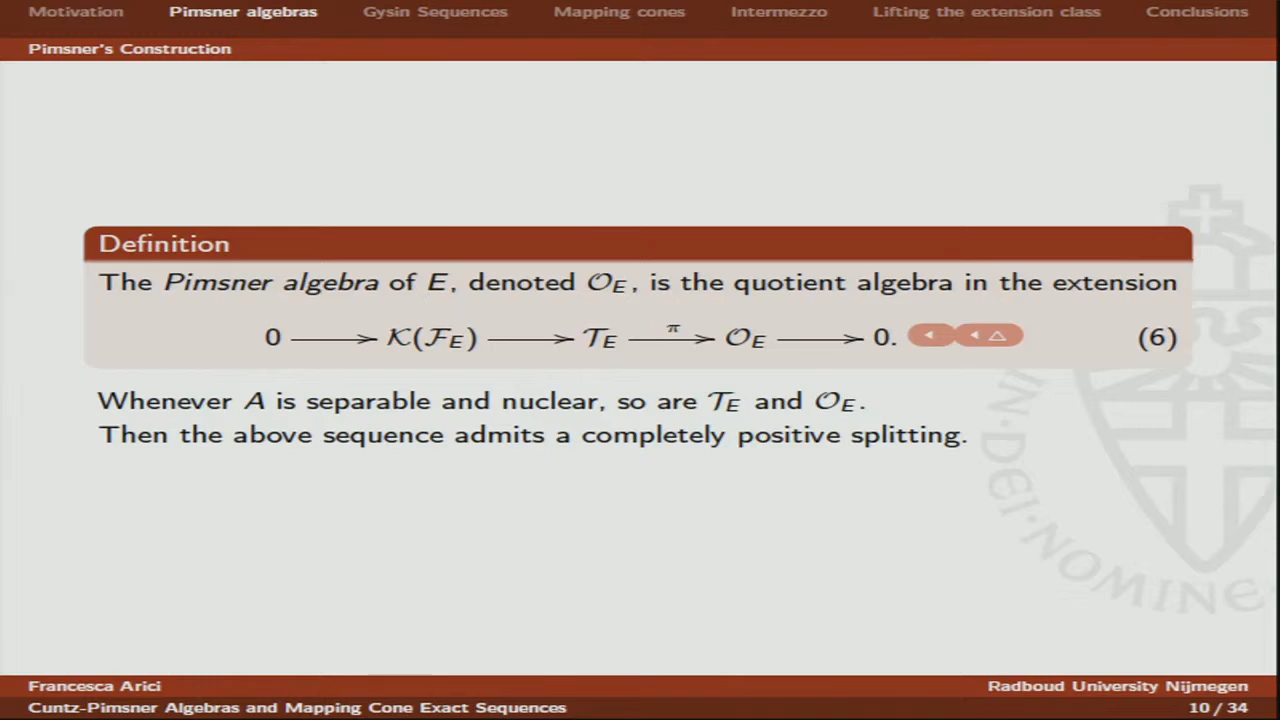 Motivation Pimsner algebras Gysin Sequences Mapping cones Intermezzo Lifting the extension class Conclusions
Pimsner's Construction
Definition
The Pimsner algebra of E, denoted 𝒪_E, is the quotient algebra in the extension
0 ⟶ 𝒦(ℱ_E) ⟶ 𝒯_E ⟶^π 𝒪_E ⟶ 0. (6)
Whenever A is separable and nuclear, so are 𝒯_E and 𝒪_E.
Then the above sequence admits a completely positive splitting.
IN·DEI·NOMINE
Francesca Arici Radboud University Nijmegen
Cuntz-Pimsner Algebras and Mapping Cone Exact Sequences 10 / 34